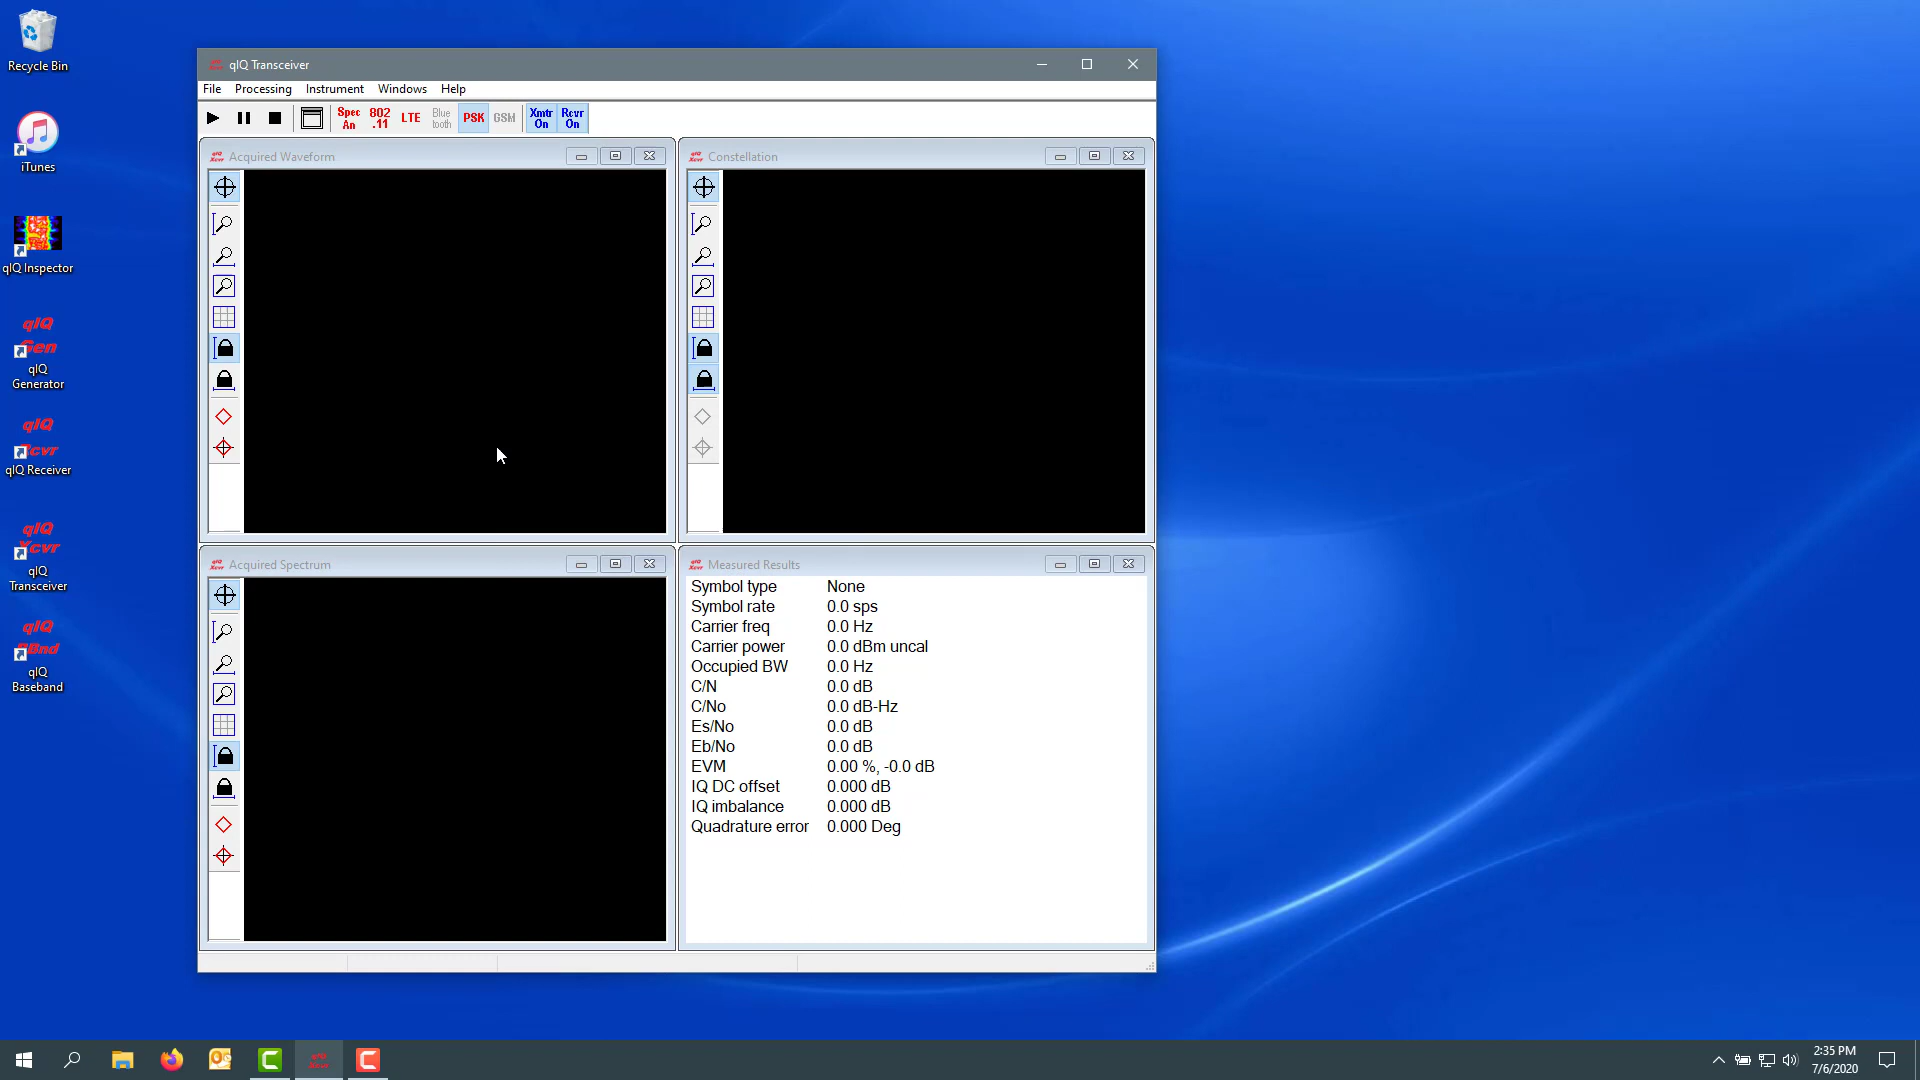 Recycle Bin
iTunes
qIQ Inspector
qIQ
Gen
qIQ
Generator
qIQ
Rcvr
qIQ Receiver
qIQ
Xcvr
qIQ
Transceiver
qIQ
qBnd
qIQ
Baseband
qIQ Transceiver
File Processing Instrument Windows Help
Spec An 802 .11 LTE Blue tooth PSK GSM Xmtr On Rcvr On
Acquired Waveform
Constellation
Acquired Spectrum
Measured Results
Symbol type None
Symbol rate 0.0 sps
Carrier freq 0.0 Hz
Carrier power 0.0 dBm uncal
Occupied BW 0.0 Hz
C/N 0.0 dB
C/No 0.0 dB-Hz
Es/No 0.0 dB
Eb/No 0.0 dB
EVM 0.00 %, -0.0 dB
IQ DC offset 0.000 dB
IQ imbalance 0.000 dB
Quadrature error 0.000 Deg
2:35 PM
7/6/2020